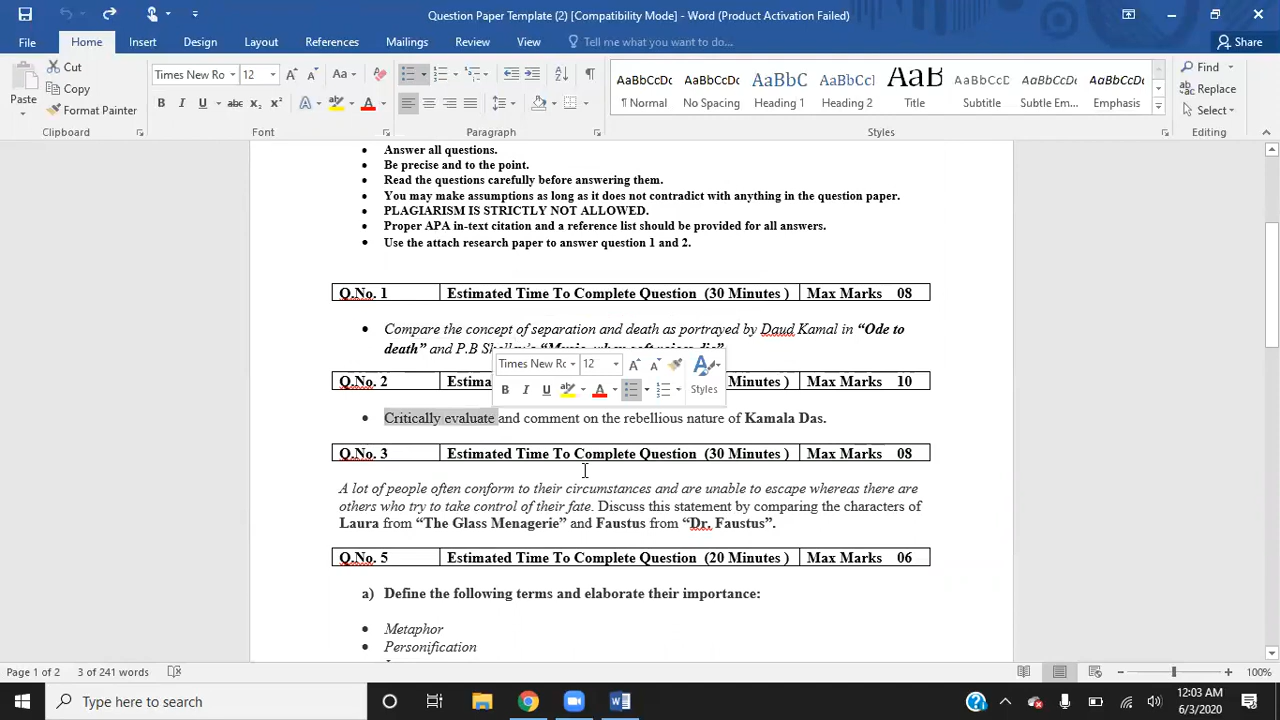 Question Paper Template (2) [Compatibility Mode] - Word (Product Activation Failed)
File Home Insert Design Layout References Mailings Review View Tell me what you want to do... Share
Paste
Cut
Copy
Format Painter
Clipboard
Times New Ro 12
Font
Paragraph
AaBbCcDc AaBbCcDc AaBbC AaBbCcC AaB AaBbCcC AaBbCcDt AaBbCcDt
¶ Normal No Spacing Heading 1 Heading 2 Title Subtitle Subtle Em... Emphasis
Styles
Find
Replace
Select
Editing
• Answer all questions.
• Be precise and to the point.
• Read the questions carefully before answering them.
• You may make assumptions as long as it does not contradict with anything in the question paper.
• PLAGIARISM IS STRICTLY NOT ALLOWED.
• Proper APA in-text citation and a reference list should be provided for all answers.
• Use the attach research paper to answer question 1 and 2.
Q.No. 1 Estimated Time To Complete Question (30 Minutes ) Max Marks 08
• Compare the concept of separation and death as portrayed by Daud Kamal in “Ode to
death” and P.B Shelley’s “Music, when soft voices die”
Times New Rc 12
Styles
Q.No. 2 Estima Minutes ) Max Marks 10
• Critically evaluate and comment on the rebellious nature of Kamala Das.
Q.No. 3 Estimated Time To Complete Question (30 Minutes ) Max Marks 08
A lot of people often conform to their circumstances and are unable to escape whereas there are
others who try to take control of their fate. Discuss this statement by comparing the characters of
Laura from “The Glass Menagerie” and Faustus from “Dr. Faustus”.
Q.No. 5 Estimated Time To Complete Question (20 Minutes ) Max Marks 06
a) Define the following terms and elaborate their importance:
• Metaphor
• Personification
Page 1 of 2 3 of 241 words 100%
Type here to search
12:03 AM
6/3/2020